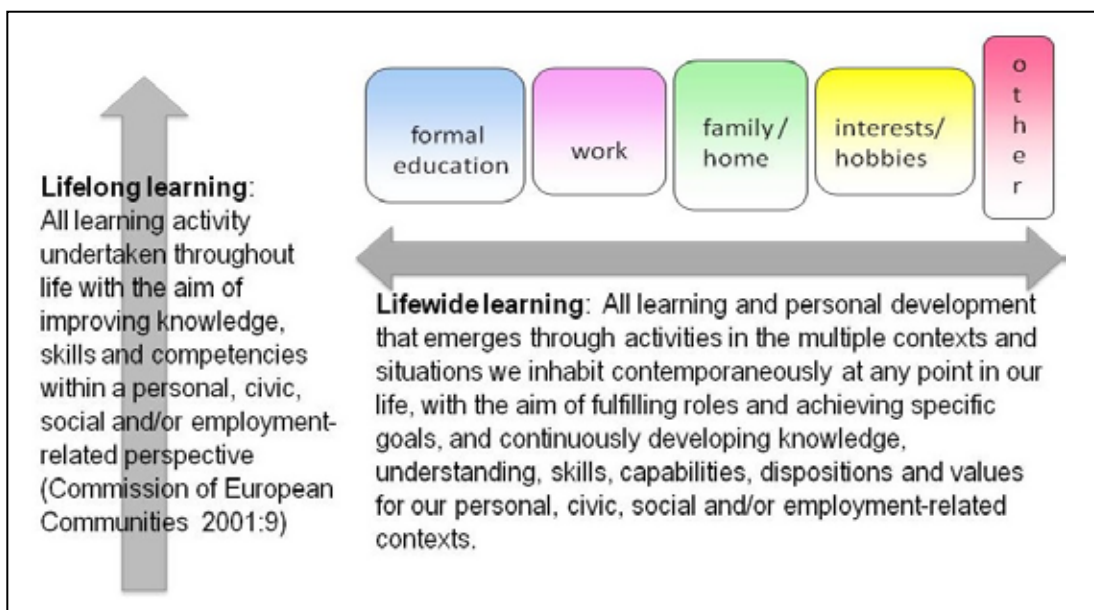 formal
education
work
family/
home
interests/
hobbies
other
Lifelong learning:
All learning activity
undertaken throughout
life with the aim of
improving knowledge,
skills and competencies
within a personal, civic,
social and/or employment-
related perspective
(Commission of European
Communities 2001:9)
Lifewide learning: All learning and personal development
that emerges through activities in the multiple contexts and
situations we inhabit contemporaneously at any point in our
life, with the aim of fulfilling roles and achieving specific
goals, and continuously developing knowledge,
understanding, skills, capabilities, dispositions and values
for our personal, civic, social and/or employment-related
contexts.